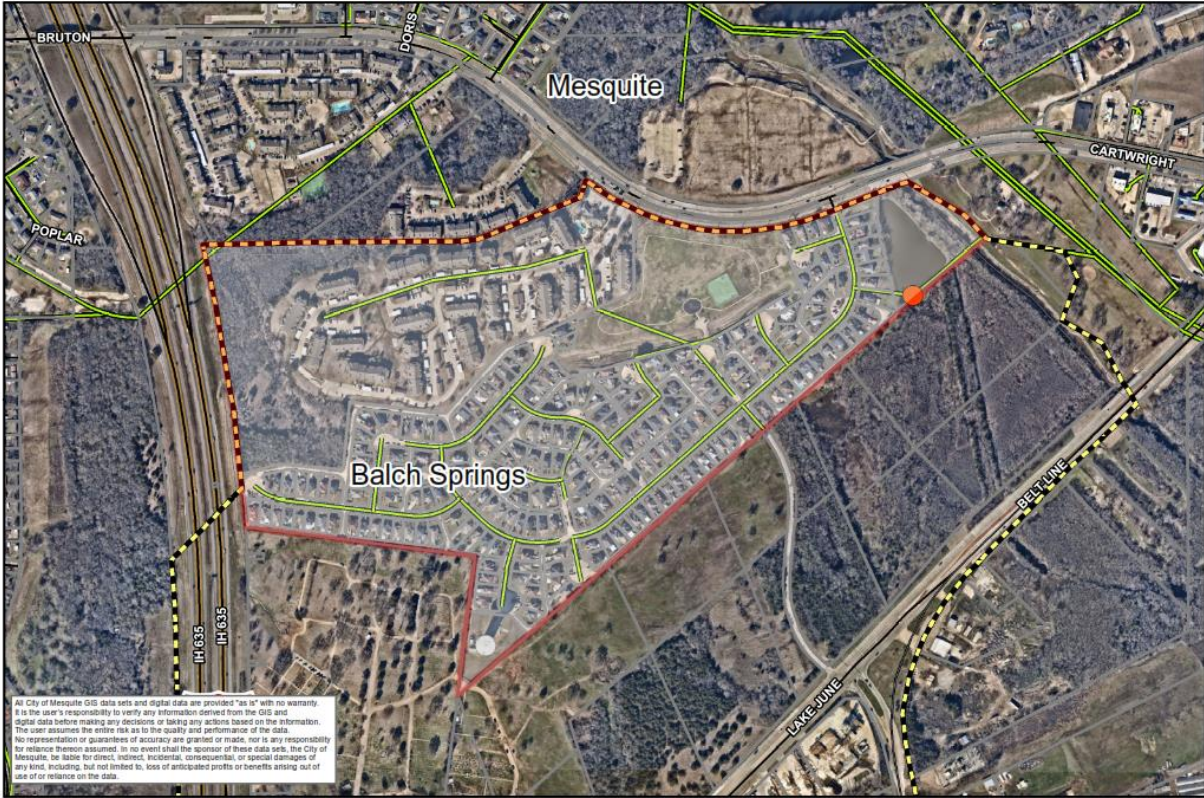 BRUTON
DORIS
Mesquite
CARTWRIGHT
POPLAR
Balch Springs
BELT LINE
IH 635
IH 635
LAKE JUNE
All City of Mesquite GIS data sets and digital data are provided "as is" with no warranty.
It is the user's responsibility to verify any information derived from the GIS and
digital data before making any decisions or taking any actions based on the information.
The user assumes the entire risk as to the quality and performance of the data.
No representation or guarantees of accuracy are granted or made, nor is any responsibility
for reliance thereon assumed. In no event shall the sponsor of these data sets, the City of
Mesquite, be liable for direct, indirect, incidental, consequential, or special damages of
any kind, including, but not limited to, loss of anticipated profits or benefits arising out of
use of or reliance on the data.